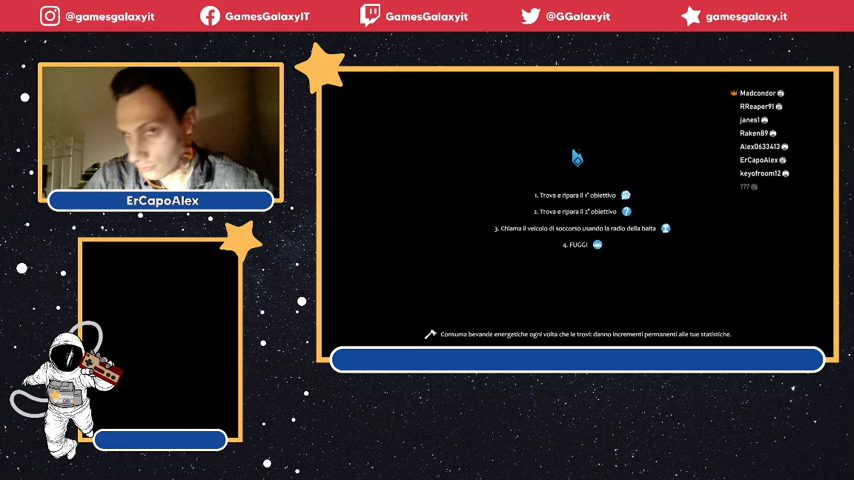 @gamesgalaxyit
GamesGalaxyIT
GamesGalaxyit
@GGalaxyit
gamesgalaxy.it
ErCapoAlex
Madcondor
RReaper91
janes1
Raken89
Alex0633413
ErCapoAlex
keyofroom12
???
1. Trova e ripara il 1° obiettivo
2. Trova e ripara il 2° obiettivo
3. Chiama il veicolo di soccorso usando la radio della baita
4. FUGGI
Consuma bevande energetiche ogni volta che le trovi: danno incrementi permanenti alle tue statistiche.